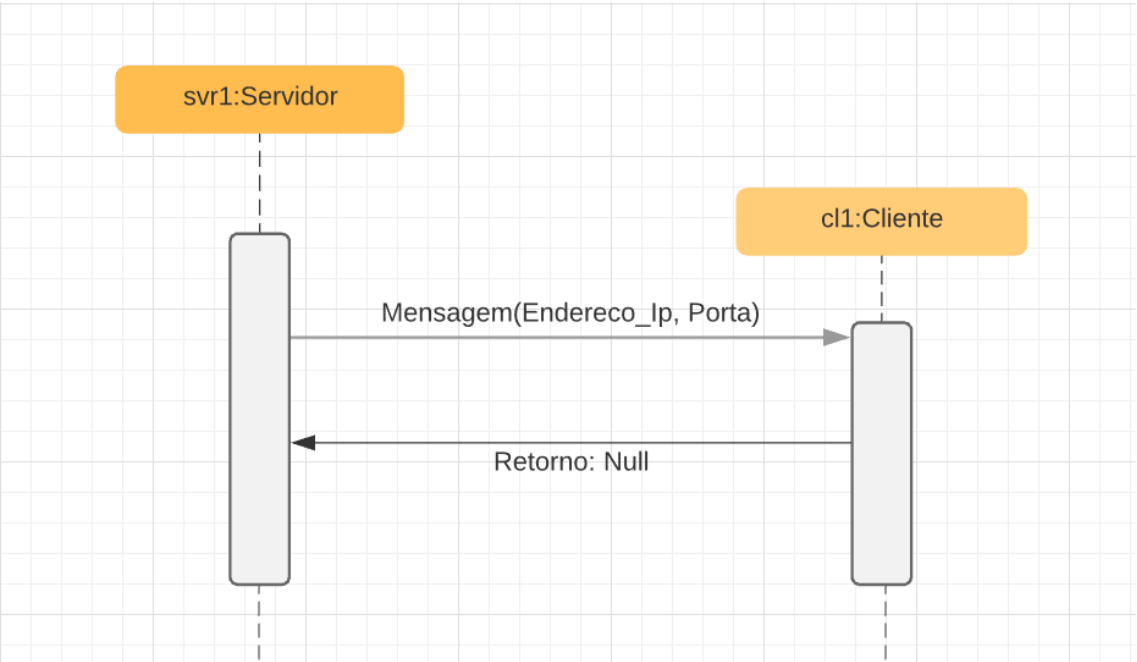 svr1:Servidor
cl1:Cliente
Mensagem(Endereco_Ip, Porta)
Retorno: Null